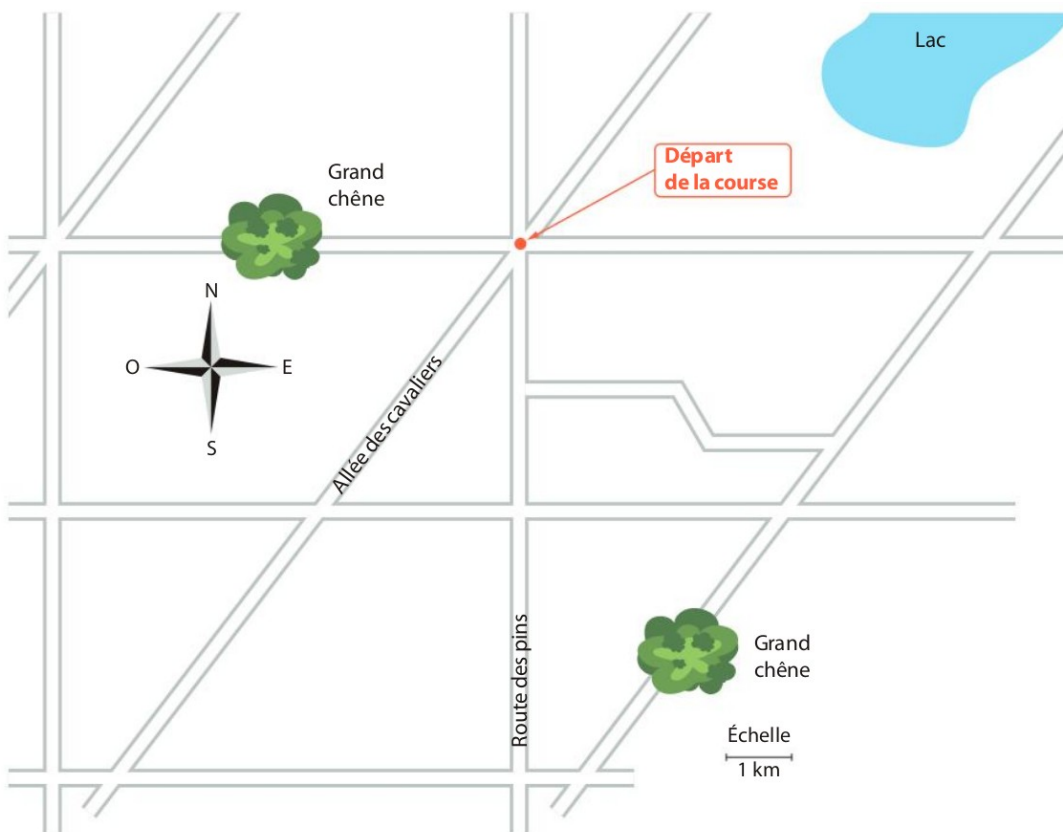 Lac
Départ
de la course
Grand
chêne
N
O
E
S
Allée des cavaliers
Route des pins
Grand
chêne
Échelle
1 km